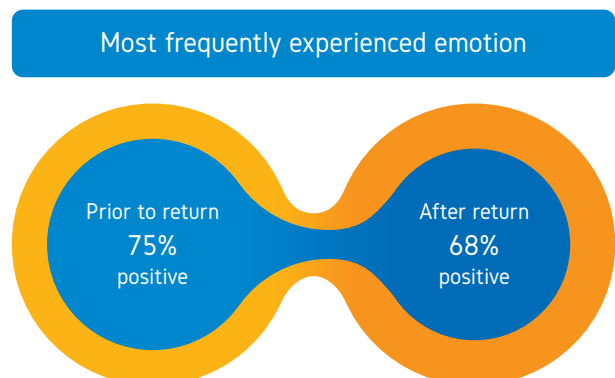 Most frequently experienced emotion
Prior to return
75%
positive
After return
68%
positive